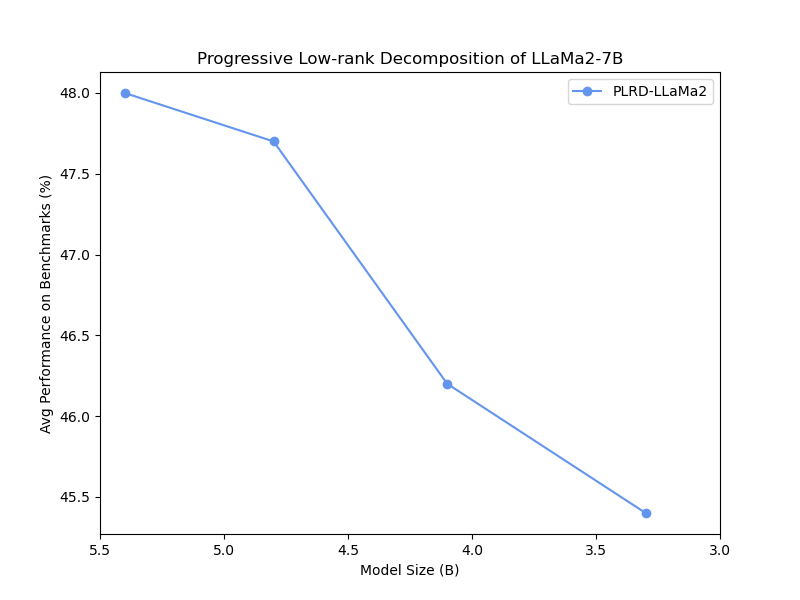 Progressive Low-rank Decomposition of LLaMa2-7B
PLRD-LLaMa2
48.0
47.5
47.0
46.5
46.0
45.5
Avg Performance on Benchmarks (%)
5.5 5.0 4.5 4.0 3.5 3.0
Model Size (B)